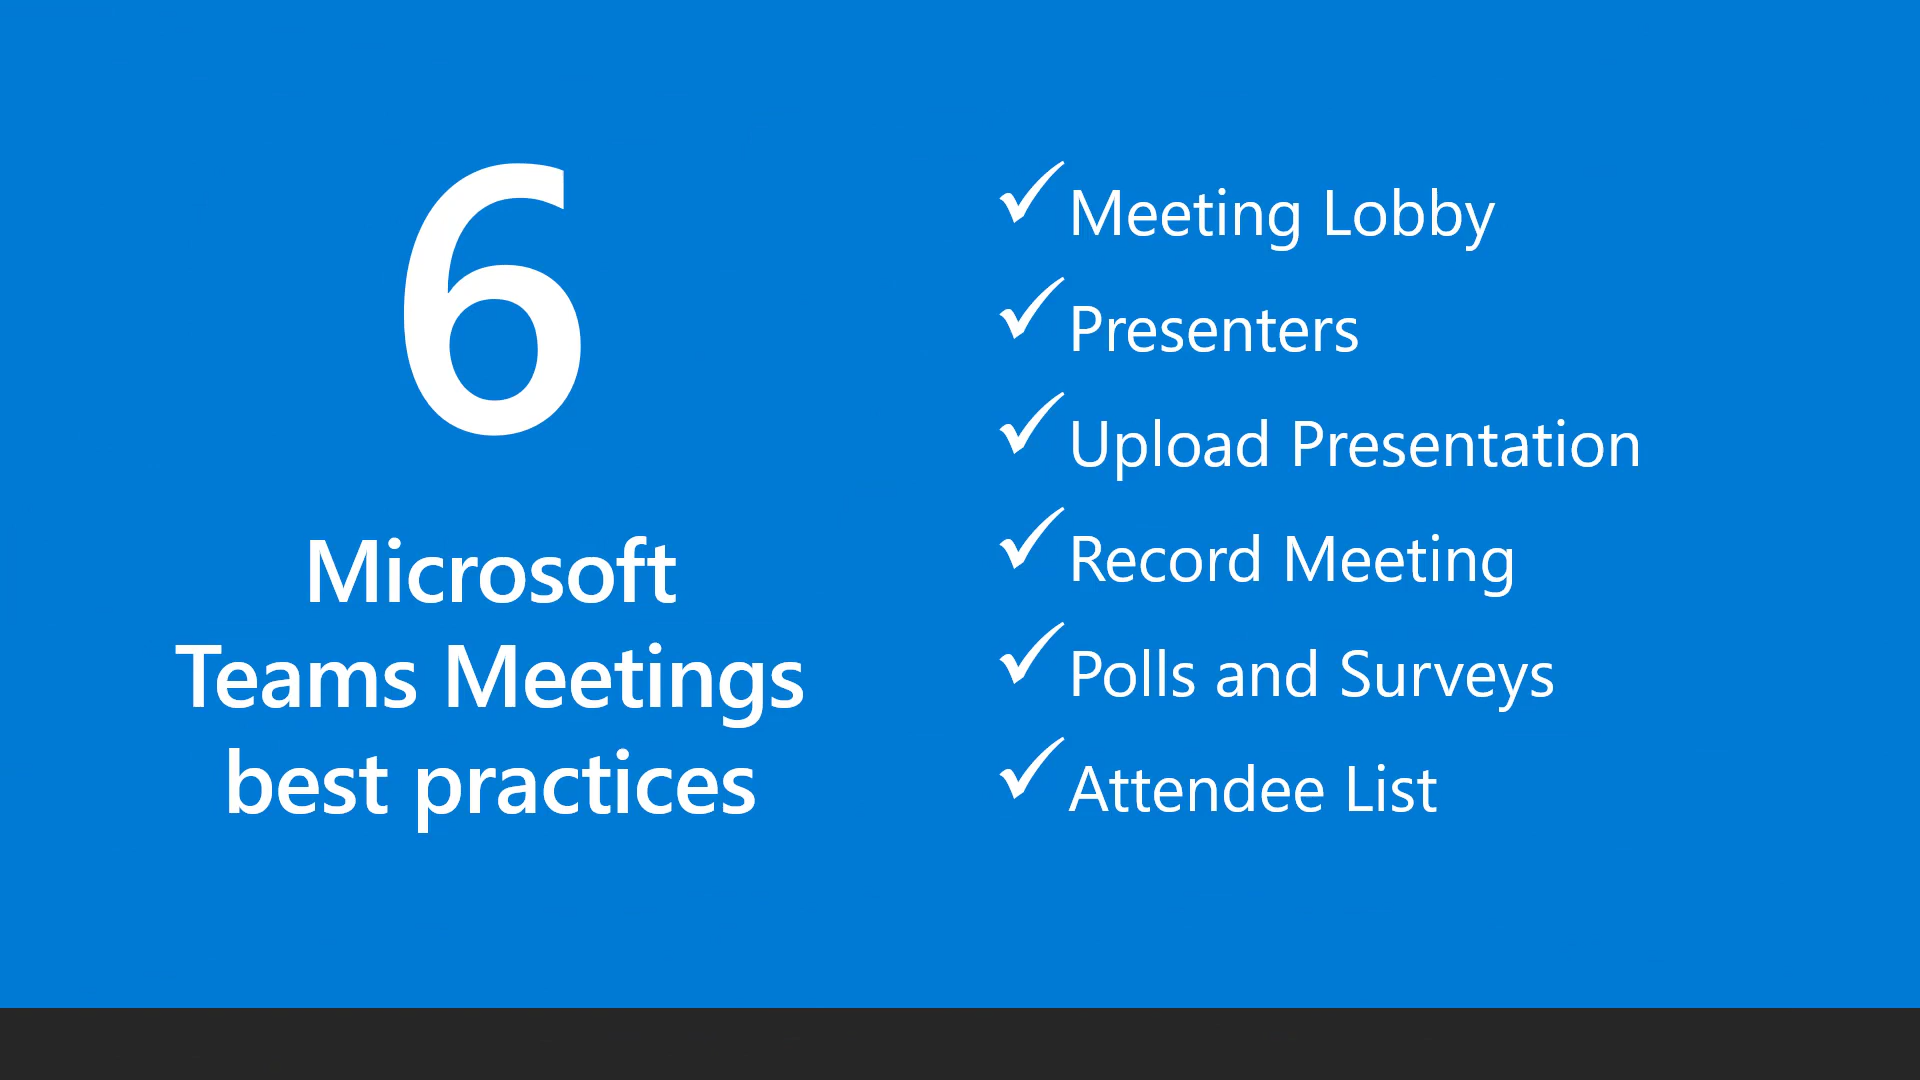 6
Microsoft
Teams Meetings
best practices
✓ Meeting Lobby
✓ Presenters
✓ Upload Presentation
✓ Record Meeting
✓ Polls and Surveys
✓ Attendee List